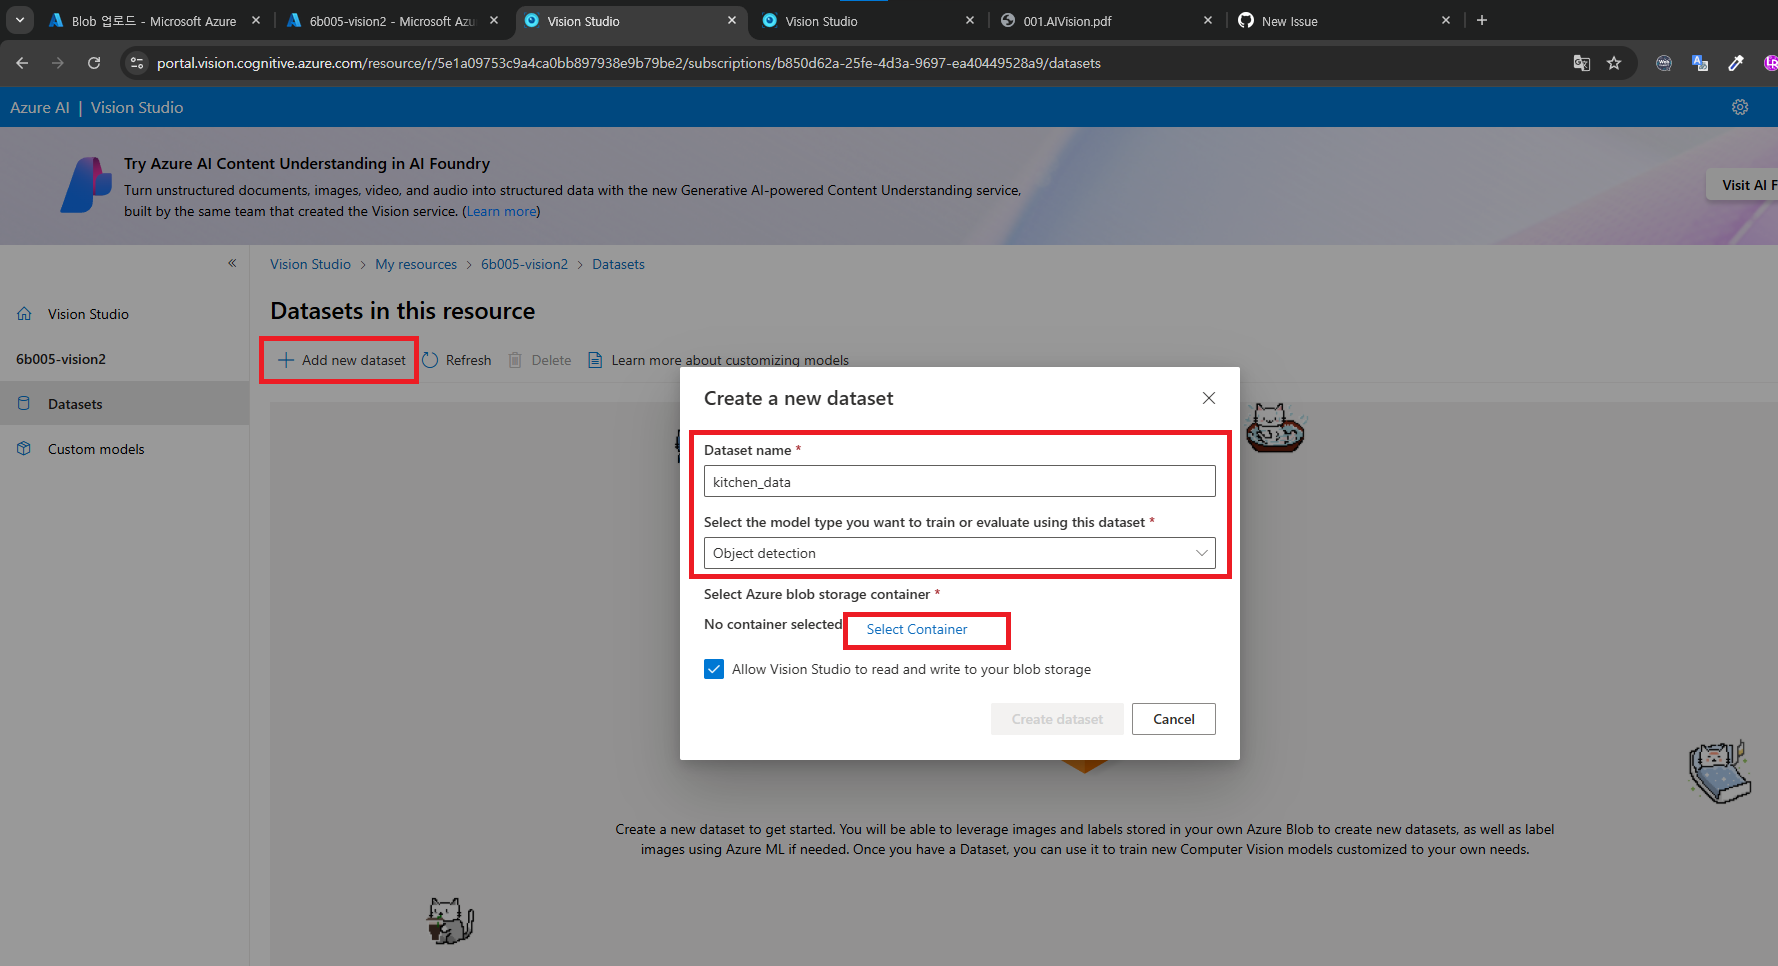 Blob 업로드 - Microsoft Azure
6b005-vision2 - Microsoft Azu
Vision Studio
Vision Studio
001.AIVision.pdf
New Issue
portal.vision.cognitive.azure.com/resource/r/5e1a09753c9a4ca0bb897938e9b79be2/subscriptions/b850d62a-25fe-4d3a-9697-ea40449528a9/datasets
Azure AI | Vision Studio
Try Azure AI Content Understanding in AI Foundry
Turn unstructured documents, images, video, and audio into structured data with the new Generative AI-powered Content Understanding service,
built by the same team that created the Vision service. (Learn more)
Visit AI F
Vision Studio > My resources > 6b005-vision2 > Datasets
Vision Studio
6b005-vision2
Datasets
Custom models
Datasets in this resource
Add new dataset
Refresh
Delete
Learn more about customizing models
Create a new dataset
Dataset name *
kitchen_data
Select the model type you want to train or evaluate using this dataset *
Object detection
Select Azure blob storage container *
No container selected
Select Container
Allow Vision Studio to read and write to your blob storage
Create dataset
Cancel
Create a new dataset to get started. You will be able to leverage images and labels stored in your own Azure Blob to create new datasets, as well as label
images using Azure ML if needed. Once you have a Dataset, you can use it to train new Computer Vision models customized to your own needs.